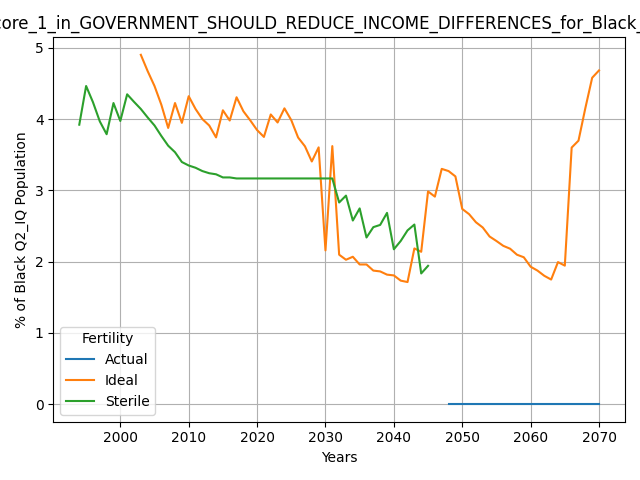 core_1_in_GOVERNMENT_SHOULD_REDUCE_INCOME_DIFFERENCES_for_Black_
5
4
3
2
1
0
% of Black Q2_IQ Population
Fertility
Actual
Ideal
Sterile
2000 2010 2020 2030 2040 2050 2060 2070
Years